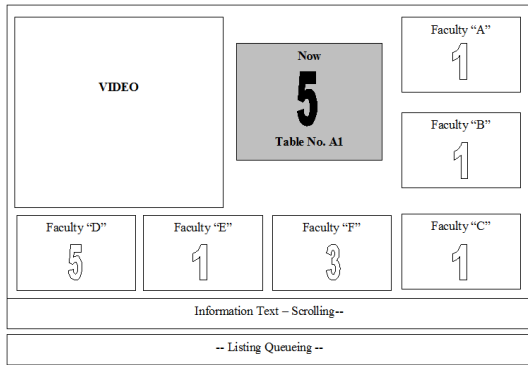 VIDEO
Now
5
Table No. A1
Faculty “A”
1
Faculty “B”
1
Faculty “C”
1
Faculty “D”
5
Faculty “E”
1
Faculty “F”
3
Information Text – Scrolling--
-- Listing Queueing --